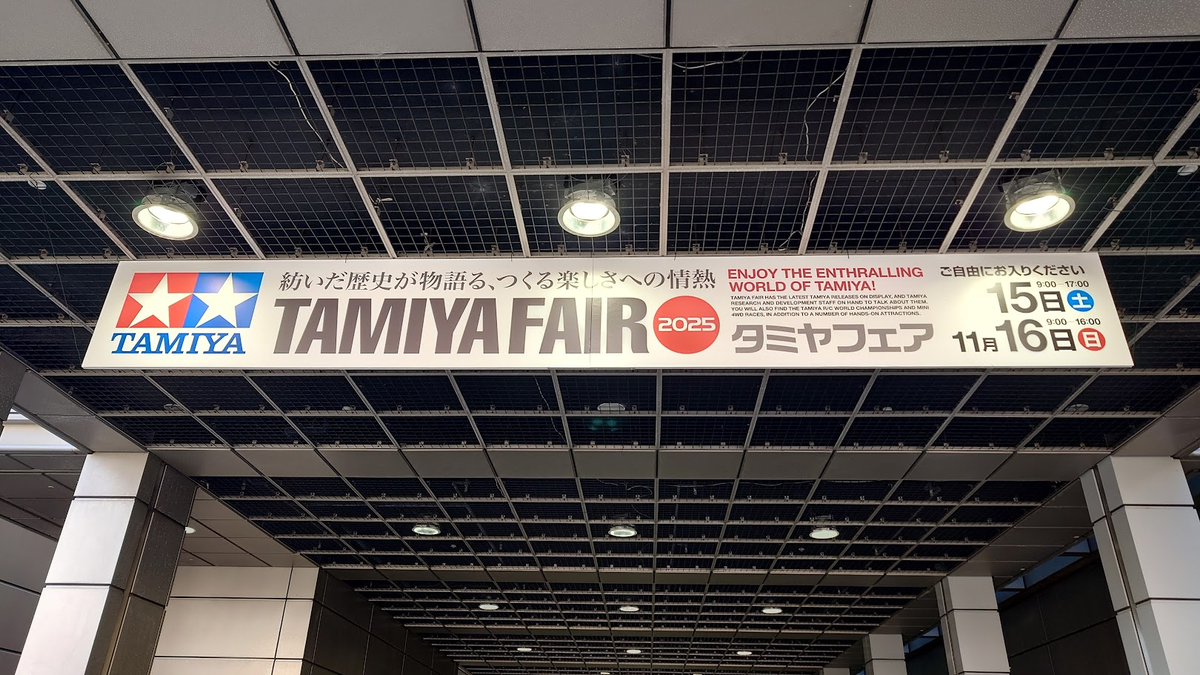 TAMIYA
紡いだ歴史が物語る、つくる楽しさへの情熱
TAMIYA FAIR 2025
ENJOY THE ENTHRALLING
WORLD OF TAMIYA!
TAMIYA FAIR HAS THE LATEST TAMIYA RELEASES ON DISPLAY, AND TAMIYA
RESEARCH AND DEVELOPMENT STAFF ON HAND TO TALK ABOUT THEM.
YOU WILL ALSO FIND THE TAMIYA R/C WORLD CHAMPIONSHIPS AND MINI
4WD RACES, IN ADDITION TO A NUMBER OF HANDS-ON ATTRACTIONS.
タミヤフェア
ご自由にお入りください
9:00-17:00
15日土
9:00-16:00
11月16日日